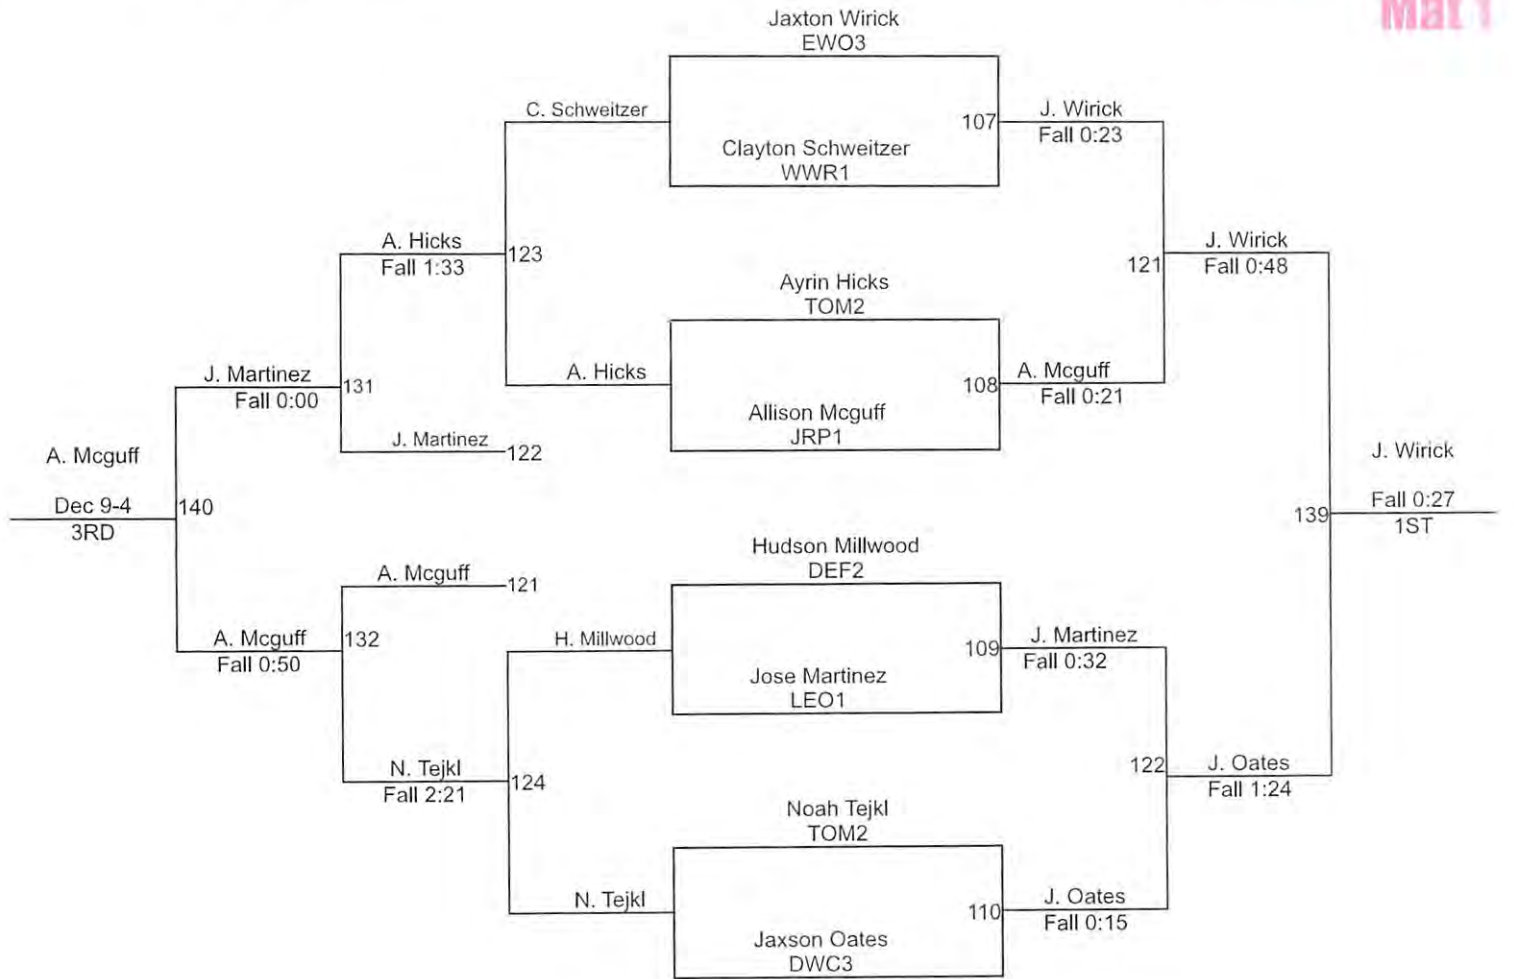 Mat 1
Jaxton Wirick
EWO3
C. Schweitzer
107
J. Wirick
Fall 0:23
Clayton Schweitzer
WWR1
A. Hicks
Fall 1:33
123
121
J. Wirick
Fall 0:48
Ayrin Hicks
TOM2
J. Martinez
Fall 0:00
131
A. Hicks
108
A. Mcguff
Fall 0:21
Allison Mcguff
JRP1
J. Martinez
122
A. Mcguff
Dec 9-4
3RD
140
J. Wirick
Fall 0:27
1ST
139
Hudson Millwood
DEF2
A. Mcguff
121
A. Mcguff
Fall 0:50
132
H. Millwood
109
J. Martinez
Fall 0:32
Jose Martinez
LEO1
N. Tejkl
Fall 2:21
124
122
J. Oates
Fall 1:24
Noah Tejkl
TOM2
N. Tejkl
110
J. Oates
Fall 0:15
Jaxson Oates
DWC3